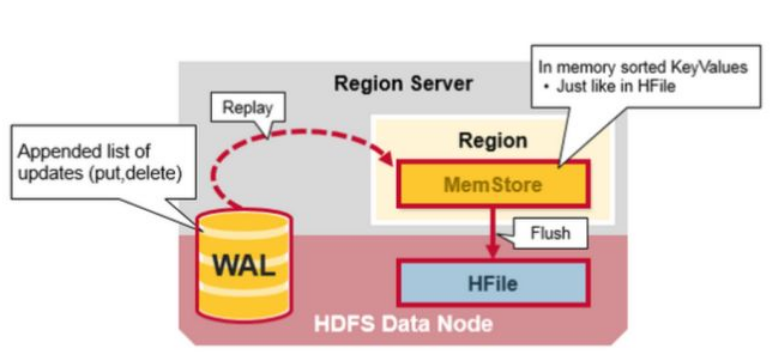 In memory sorted KeyValues
• Just like in HFile
Region Server
Replay
Region
Appended list of
updates (put,delete)
MemStore
Flush
WAL
HFile
HDFS Data Node